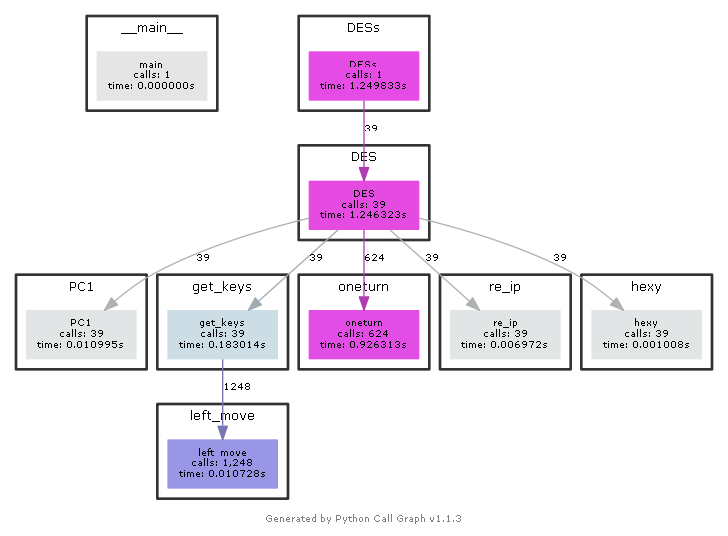 __main__
main
calls: 1
time: 0.000000s
DESs
DESs
calls: 1
time: 1.249833s
39
DES
DES
calls: 39
time: 1.246323s
39
39
624
39
39
PC1
PC1
calls: 39
time: 0.010995s
get_keys
get_keys
calls: 39
time: 0.183014s
oneturn
oneturn
calls: 624
time: 0.926313s
re_ip
re_ip
calls: 39
time: 0.006972s
hexy
hexy
calls: 39
time: 0.001008s
1248
left_move
left_move
calls: 1,248
time: 0.010728s
Generated by Python Call Graph v1.1.3